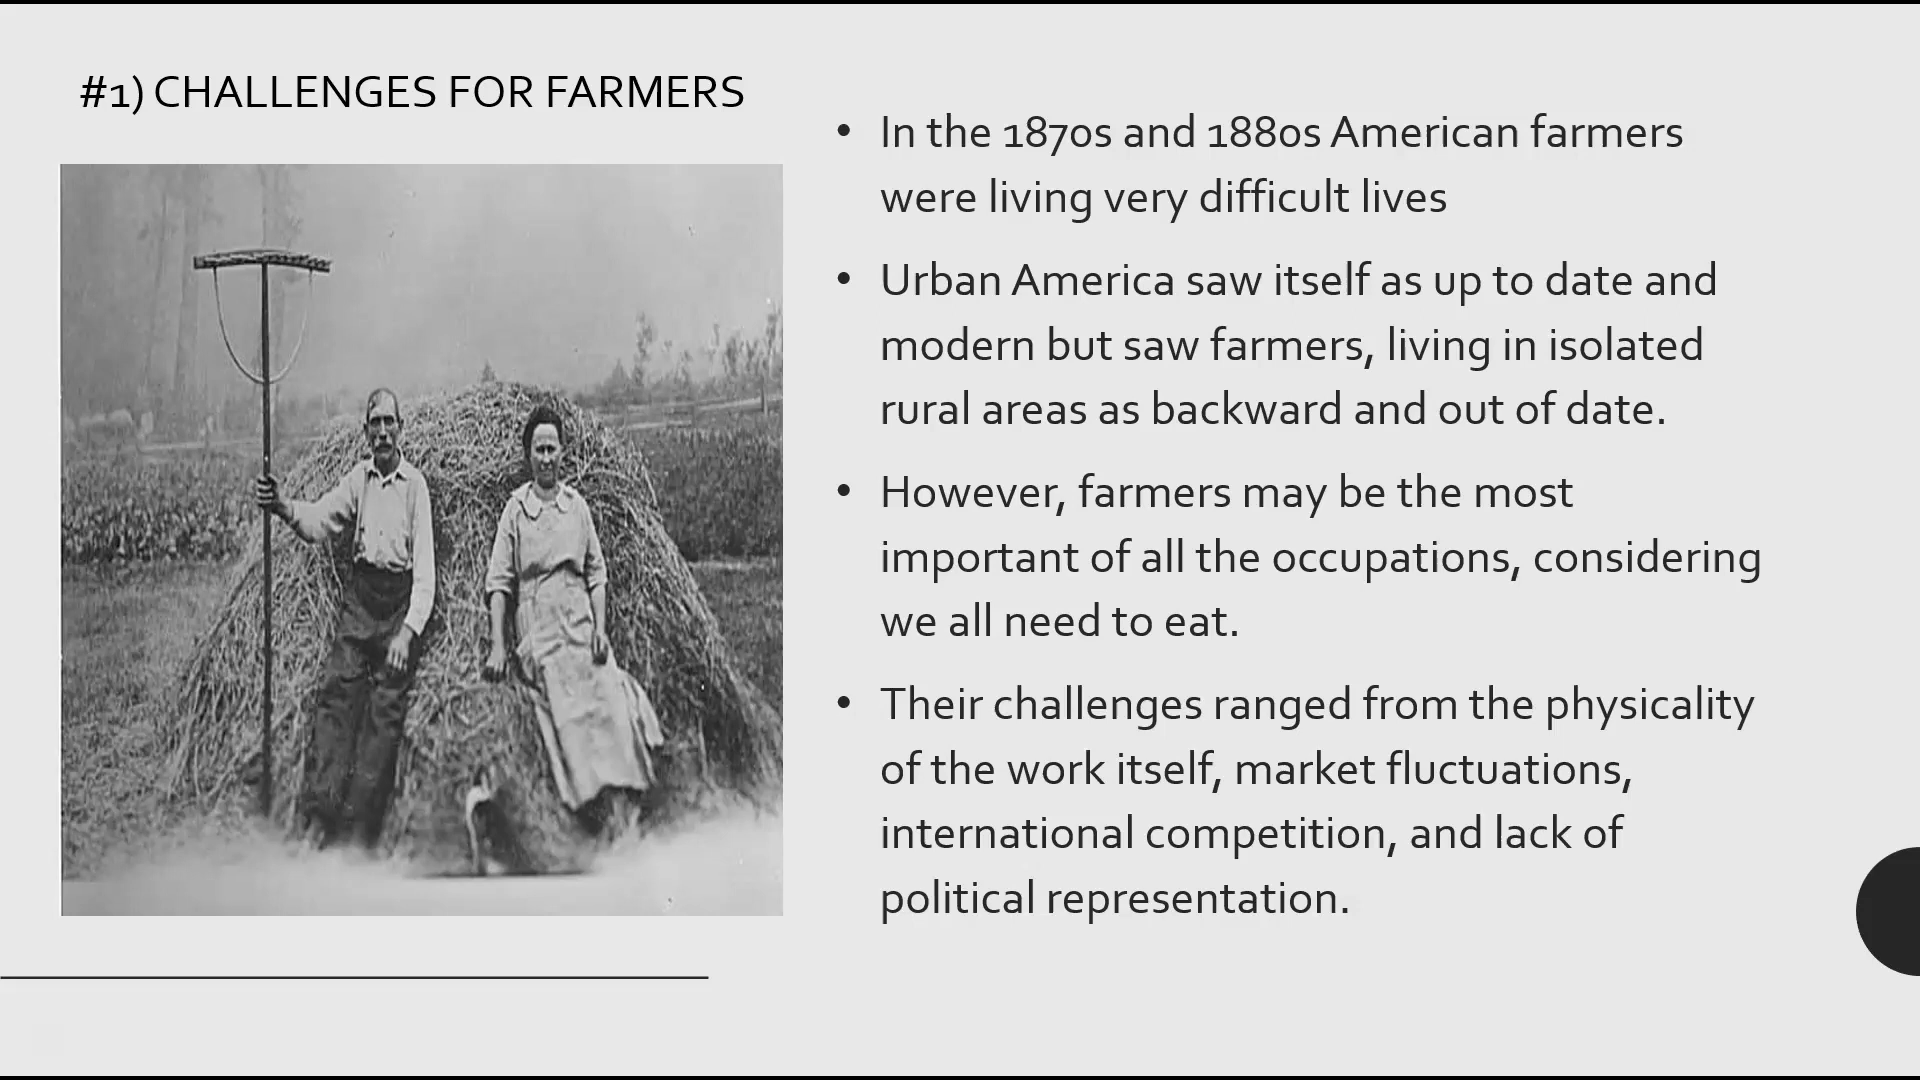 #1) CHALLENGES FOR FARMERS
• In the 1870s and 1880s American farmers
were living very difficult lives
• Urban America saw itself as up to date and
modern but saw farmers, living in isolated
rural areas as backward and out of date.
• However, farmers may be the most
important of all the occupations, considering
we all need to eat.
• Their challenges ranged from the physicality
of the work itself, market fluctuations,
international competition, and lack of
political representation.